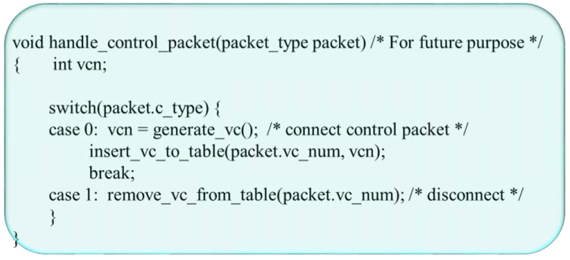 void handle_control_packet(packet_type packet) /* For future purpose */
{ int vcn;
switch(packet.c_type) {
case 0: vcn = generate_vc(); /* connect control packet */
insert_vc_to_table(packet.vc_num, vcn);
break;
case 1: remove_vc_from_table(packet.vc_num); /* disconnect */
}
}